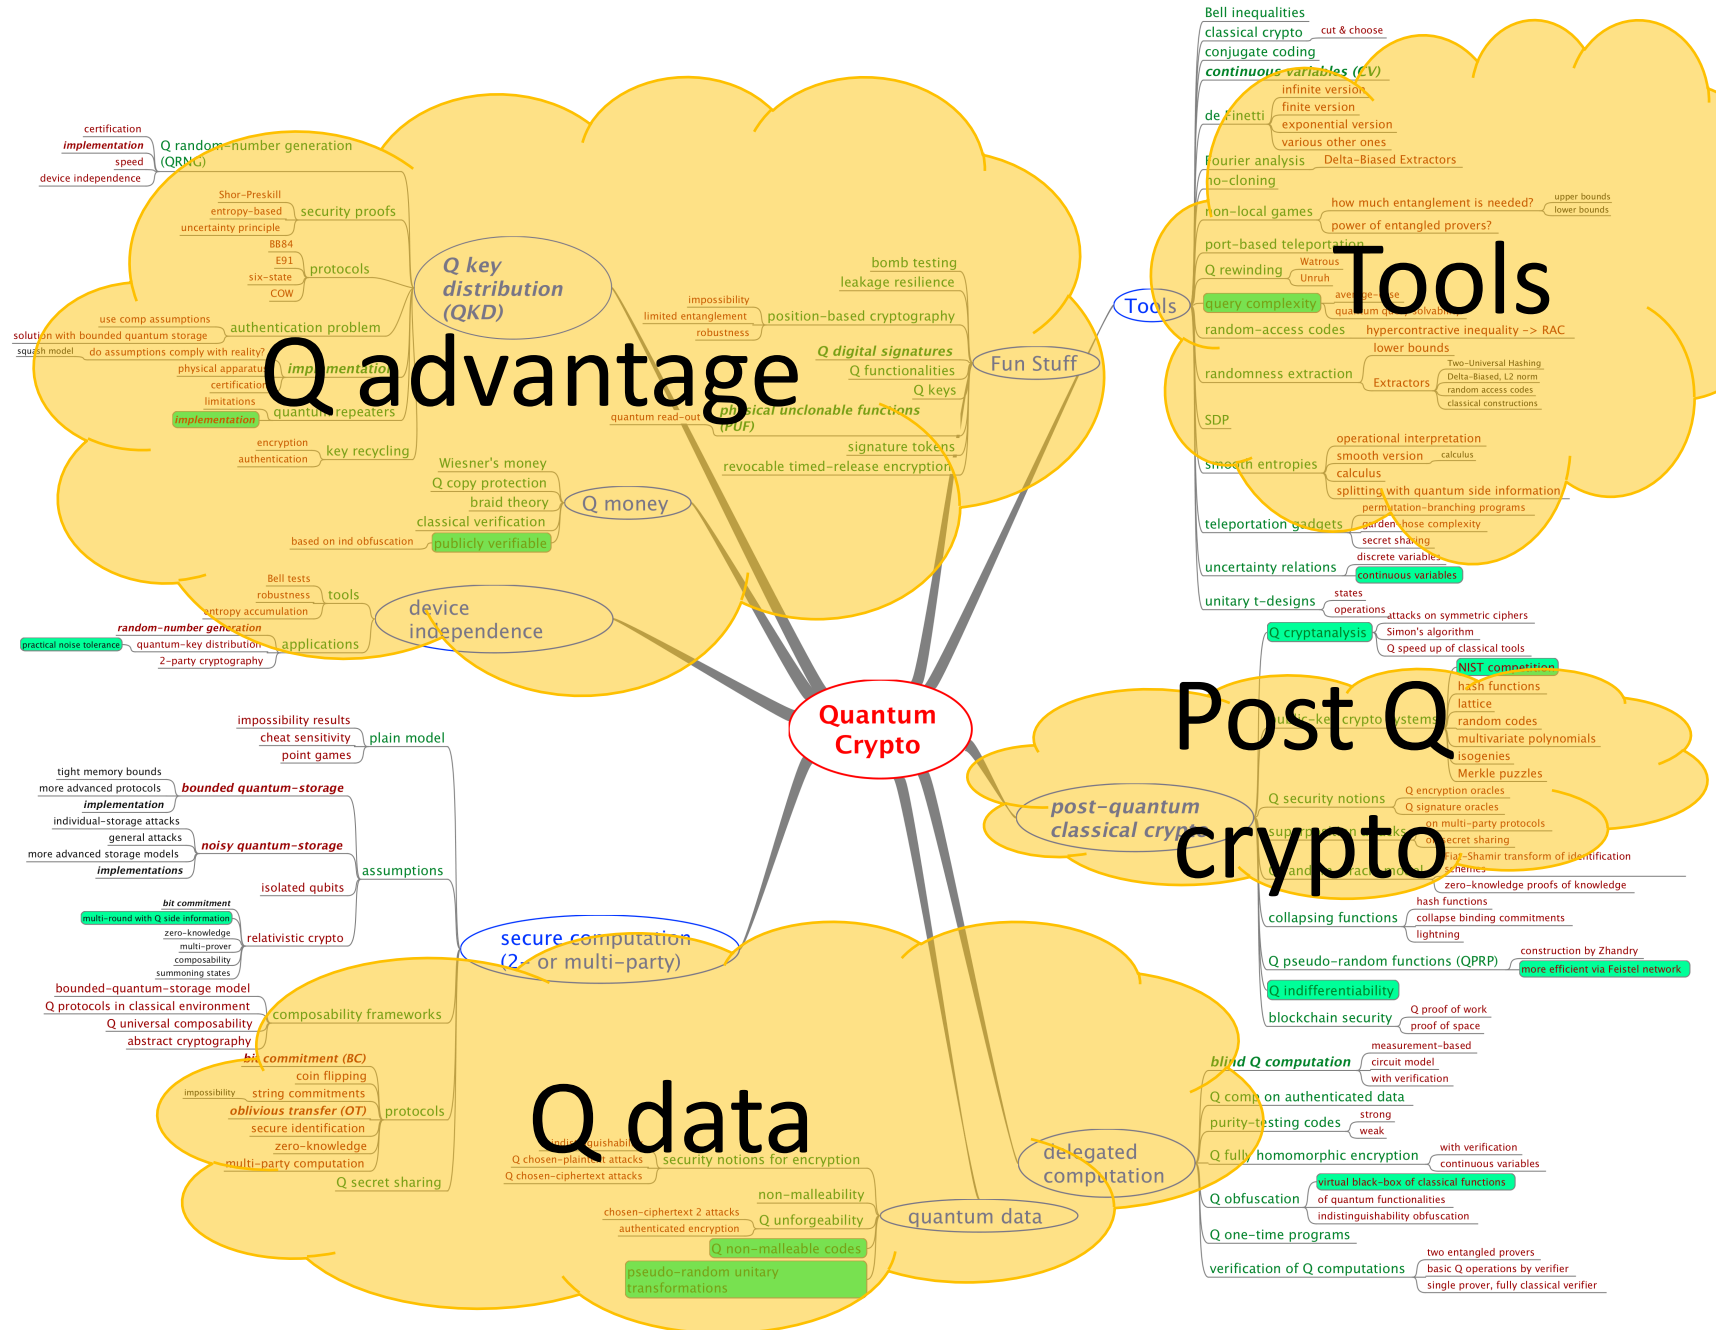 Quantum
Crypto
Q advantage
Tools
Post Q
crypto
Q data
Q key
distribution
(QKD)
Q random-number generation
(QRNG)
certification
implementation
speed
device independence
security proofs
Shor-Preskill
entropy-based
uncertainty principle
protocols
BB84
E91
six-state
COW
authentication problem
use comp assumptions
solution with bounded quantum storage
implementation
do assumptions comply with reality?
squash model
physical apparatus
certification
quantum repeaters
limitations
implementation
key recycling
encryption
authentication
Q money
Wiesner's money
Q copy protection
braid theory
classical verification
publicly verifiable
based on ind obfuscation
device
independence
tools
Bell tests
robustness
entropy accumulation
applications
random-number generation
quantum-key distribution
practical noise tolerance
2-party cryptography
Fun Stuff
bomb testing
leakage resilience
position-based cryptography
impossibility
limited entanglement
robustness
Q digital signatures
Q functionalities
Q keys
physical unclonable functions
(PUF)
quantum read-out
signature tokens
revocable timed-release encryption
Tools
Bell inequalities
classical crypto
cut & choose
conjugate coding
continuous variables (CV)
de Finetti
infinite version
finite version
exponential version
various other ones
Fourier analysis
Delta-Biased Extractors
no-cloning
non-local games
how much entanglement is needed?
upper bounds
lower bounds
power of entangled provers?
port-based teleportation
Q rewinding
Watrous
Unruh
query complexity
average-case
quantum query solvability
random-access codes
hypercontractive inequality -> RAC
randomness extraction
lower bounds
Extractors
Two-Universal Hashing
Delta-Biased, L2 norm
random access codes
classical constructions
SDP
smooth entropies
operational interpretation
smooth version
calculus
calculus
splitting with quantum side information
teleportation gadgets
permutation-branching programs
garden-hose complexity
secret sharing
uncertainty relations
discrete variables
continuous variables
unitary t-designs
states
operations
post-quantum
classical crypto
Q cryptanalysis
attacks on symmetric ciphers
Simon's algorithm
Q speed up of classical tools
public-key crypto systems
NIST competition
hash functions
lattice
random codes
multivariate polynomials
isogenies
Merkle puzzles
Q security notions
Q encryption oracles
Q signature oracles
superposition attacks
on multi-party protocols
on secret sharing
Q random oracle model
Fiat-Shamir transform of identification
schemes
zero-knowledge proofs of knowledge
collapsing functions
hash functions
collapse binding commitments
lightning
Q pseudo-random functions (QPRP)
construction by Zhandry
more efficient via Feistel network
Q indifferentiability
blockchain security
Q proof of work
proof of space
secure computation
(2- or multi-party)
plain model
impossibility results
cheat sensitivity
point games
assumptions
bounded quantum-storage
tight memory bounds
more advanced protocols
implementation
noisy quantum-storage
individual-storage attacks
general attacks
more advanced storage models
implementations
isolated qubits
relativistic crypto
bit commitment
multi-round with Q side information
zero-knowledge
multi-prover
composability
summoning states
composability frameworks
bounded-quantum-storage model
Q protocols in classical environment
Q universal composability
abstract cryptography
protocols
bit commitment (BC)
coin flipping
string commitments
impossibility
oblivious transfer (OT)
secure identification
zero-knowledge
multi-party computation
Q secret sharing
quantum data
security notions for encryption
indistinguishability
Q chosen-plaintext attacks
Q chosen-ciphertext attacks
non-malleability
Q unforgeability
chosen-ciphertext 2 attacks
authenticated encryption
Q non-malleable codes
pseudo-random unitary
transformations
delegated
computation
blind Q computation
measurement-based
circuit model
with verification
Q comp on authenticated data
purity-testing codes
strong
weak
Q fully homomorphic encryption
with verification
continuous variables
Q obfuscation
virtual black-box of classical functions
of quantum functionalities
indistinguishability obfuscation
Q one-time programs
verification of Q computations
two entangled provers
basic Q operations by verifier
single prover, fully classical verifier